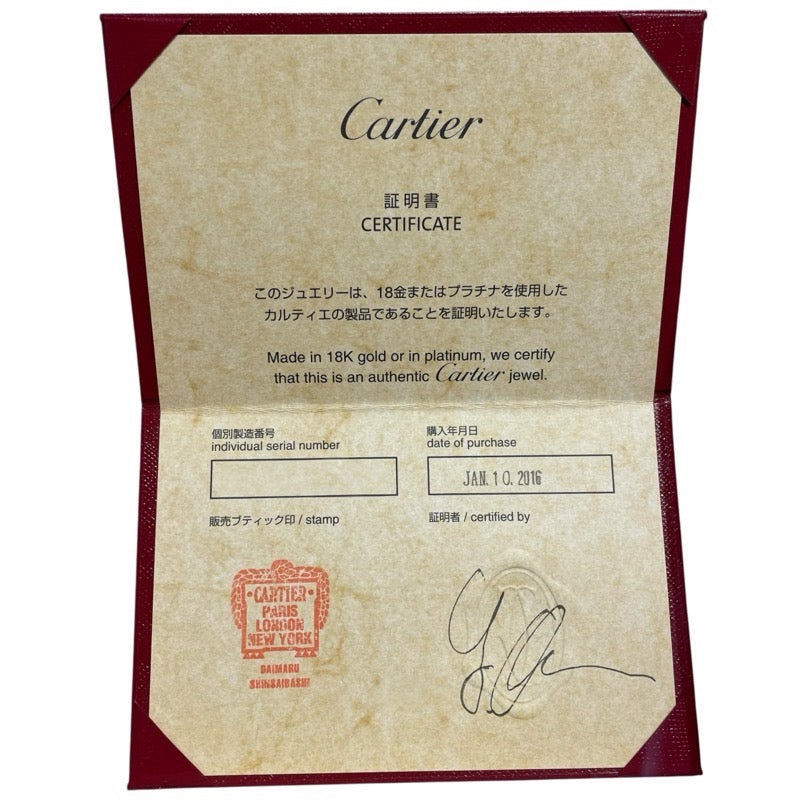 Cartier
証明書
CERTIFICATE
このジュエリーは、18金またはプラチナを使用した
カルティエの製品であることを証明いたします。
Made in 18K gold or in platinum, we certify
that this is an authentic Cartier jewel.
個別製造番号
individual serial number
購入年月日
date of purchase
JAN. 10. 2016
販売ブティック印 / stamp
証明者 / certified by
CARTIER
PARIS
LONDON
NEW YORK
DAIMARU
SHINSAIBASHI